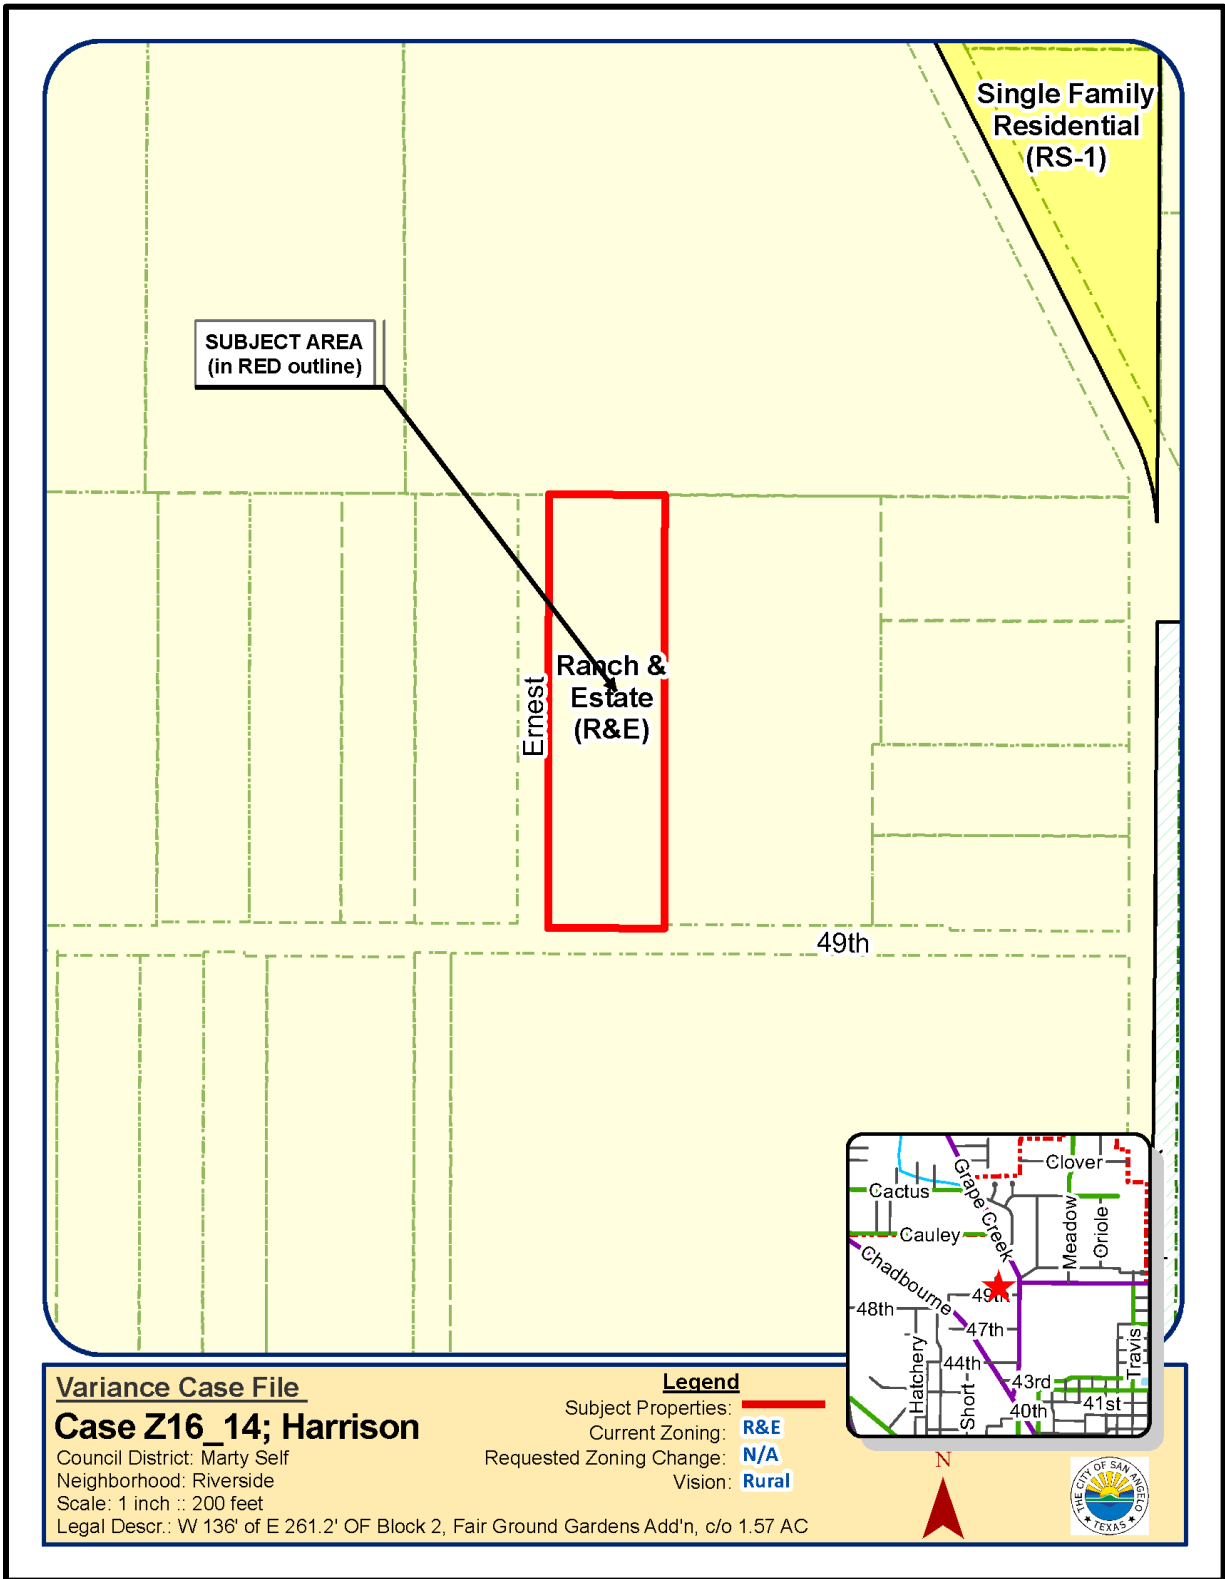 Single Family
Residential
(RS-1)
SUBJECT AREA
(in RED outline)
Ranch &
Estate
(R&E)
Ernest
49th
Clover
Grape Creek
Cactus
Meadow
Oriole
Cauley
Chadbourne
49th
48th
47th
Hatchery
44th
Short
43rd
Travis
41st
40th
Variance Case File
Case Z16_14; Harrison
Council District: Marty Self
Neighborhood: Riverside
Scale: 1 inch :: 200 feet
Legal Descr.: W 136' of E 261.2' OF Block 2, Fair Ground Gardens Add'n, c/o 1.57 AC
Legend
Subject Properties:
Current Zoning: R&E
Requested Zoning Change: N/A
Vision: Rural
N
THE CITY OF SAN ANGELO
TEXAS